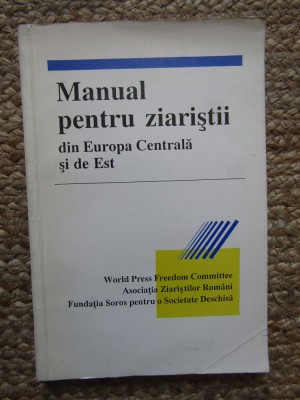 Manual
pentru ziariştii
din Europa Centrală
şi de Est
World Press Freedom Committee
Asociaţia Ziariştilor Români
Fundaţia Soros pentru o Societate Deschisă